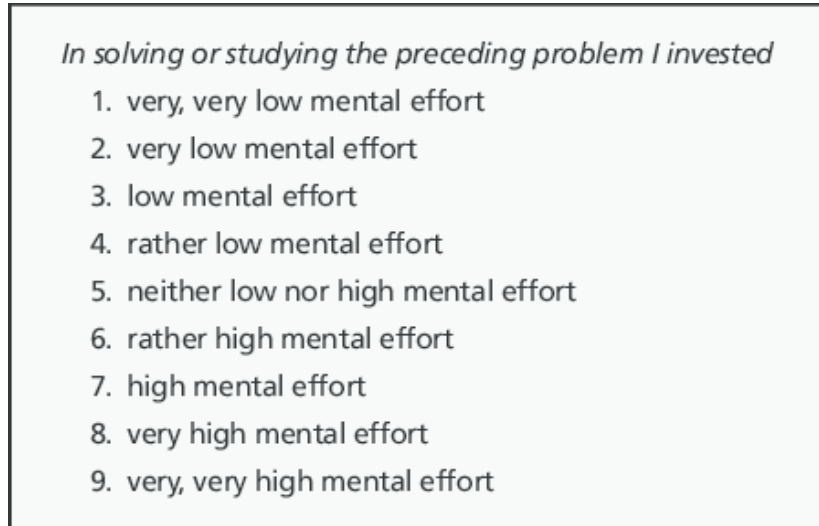 In solving or studying the preceding problem I invested
1. very, very low mental effort
2. very low mental effort
3. low mental effort
4. rather low mental effort
5. neither low nor high mental effort
6. rather high mental effort
7. high mental effort
8. very high mental effort
9. very, very high mental effort